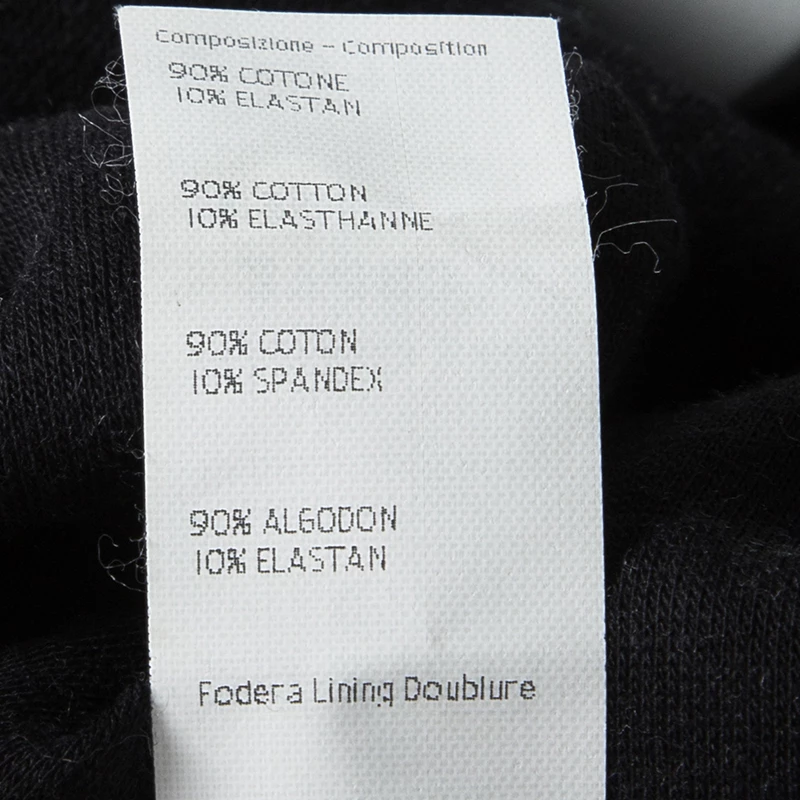 Composizione - Composition
90% COTONE
10% ELASTAN
90% COTTON
10% ELASTHANNE
90% COTON
10% SPANDEX
90% ALGODON
10% ELASTAN
Fodera Lining Doublure